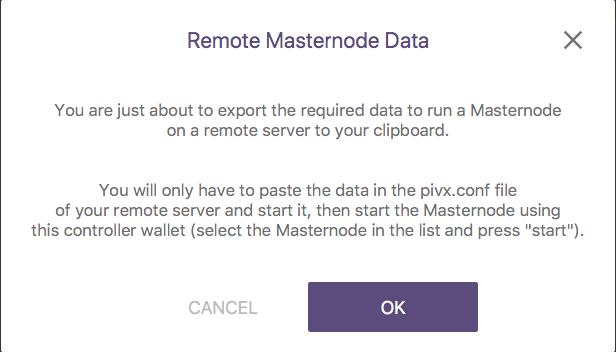 Remote Masternode Data
You are just about to export the required data to run a Masternode
on a remote server to your clipboard.
You will only have to paste the data in the pivx.conf file
of your remote server and start it, then start the Masternode using
this controller wallet (select the Masternode in the list and press "start").
CANCEL
OK